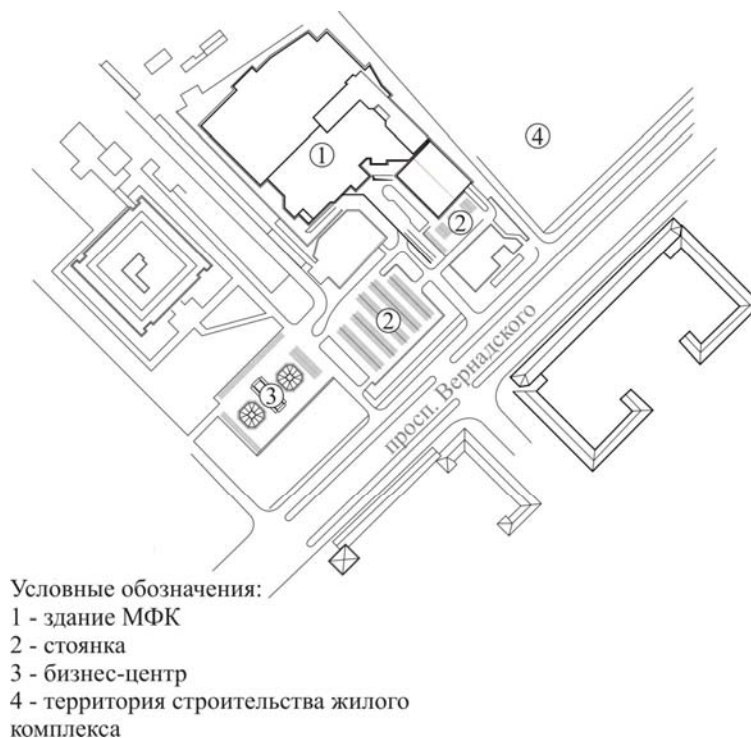 4
1
2
2
3
просп. Вернадского
Условные обозначения:
1 - здание МФК
2 - стоянка
3 - бизнес-центр
4 - территория строительства жилого
комплекса